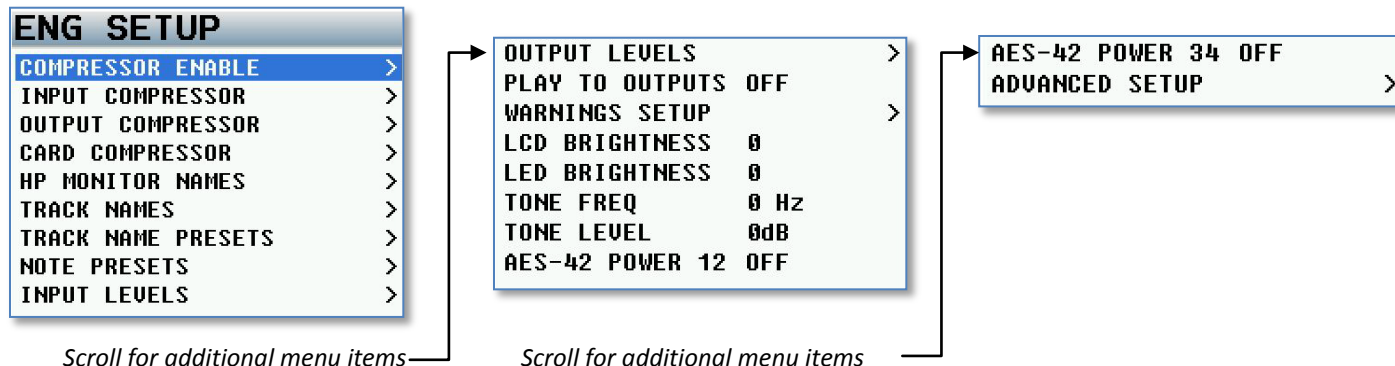 ENG SETUP
COMPRESSOR ENABLE >
INPUT COMPRESSOR >
OUTPUT COMPRESSOR >
CARD COMPRESSOR >
HP MONITOR NAMES >
TRACK NAMES >
TRACK NAME PRESETS >
NOTE PRESETS >
INPUT LEVELS >
Scroll for additional menu items
OUTPUT LEVELS >
PLAY TO OUTPUTS OFF
WARNINGS SETUP >
LCD BRIGHTNESS 0
LED BRIGHTNESS 0
TONE FREQ 0 Hz
TONE LEVEL 0dB
AES-42 POWER 12 OFF
Scroll for additional menu items
AES-42 POWER 34 OFF
ADVANCED SETUP >